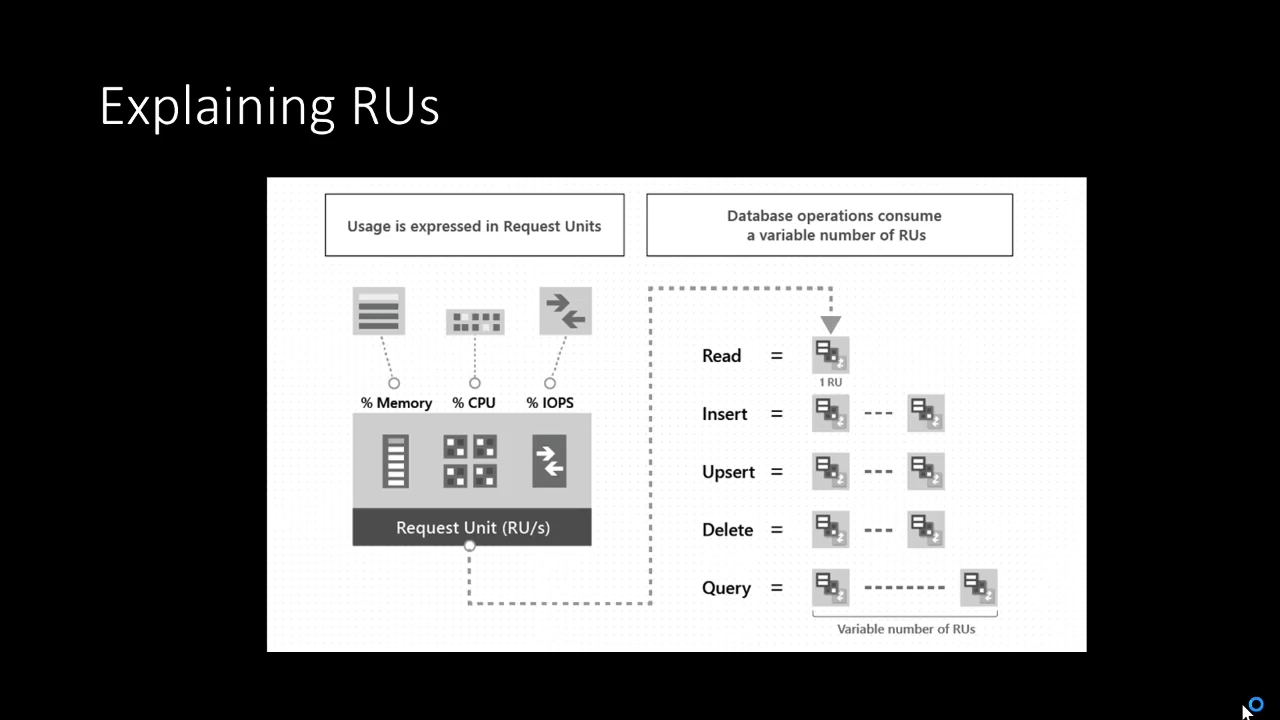 Explaining RUs
Usage is expressed in Request Units
Database operations consume
a variable number of RUs
% Memory % CPU % IOPS
Request Unit (RU/s)
Read =
1 RU
Insert =
Upsert =
Delete =
Query =
Variable number of RUs